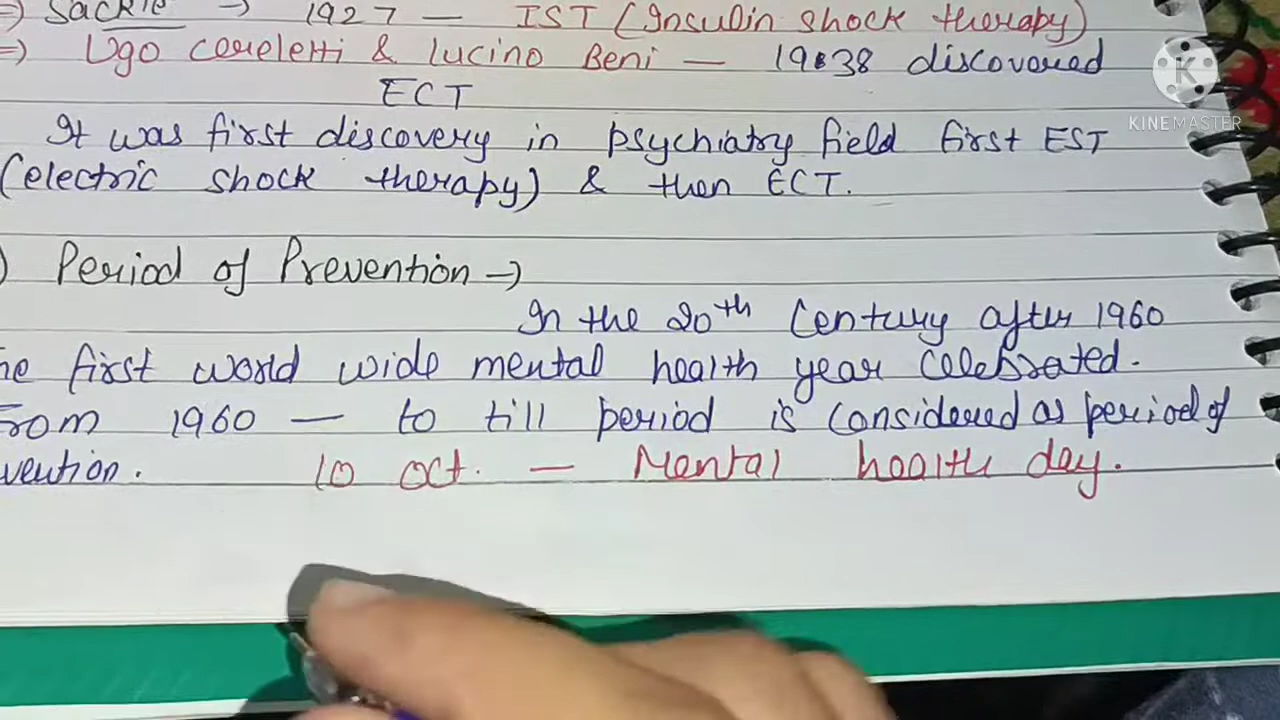 => Sackle -> 1927 - IST (Insulin shock therapy)
=> Ugo cereletti & Lucino Beni - 1938 discovered
ECT
It was first discovery in psychiatry field first EST
(electric shock therapy) & then ECT.
) Period of Prevention ->
In the 20th Century after 1960
he first world wide mental health year celebrated.
From 1960 - to till period is considered as period of
vention. 10 oct. - Mental health day.
K
KINEMASTER